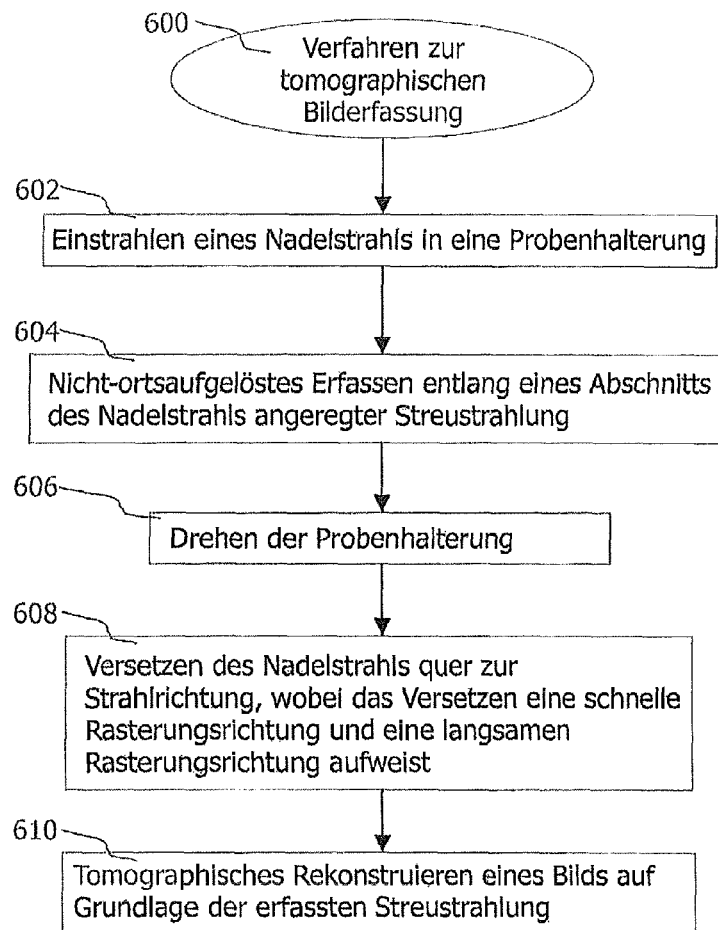 600
Verfahren zur
tomographischen
Bilderfassung
602
Einstrahlen eines Nadelstrahls in eine Probenhalterung
604
Nicht-ortsaufgelöstes Erfassen entlang eines Abschnitts
des Nadelstrahls angeregter Streustrahlung
606
Drehen der Probenhalterung
608
Versetzen des Nadelstrahls quer zur
Strahlrichtung, wobei das Versetzen eine schnelle
Rasterungsrichtung und eine langsamen
Rasterungsrichtung aufweist
610
Tomographisches Rekonstruieren eines Bilds auf
Grundlage der erfassten Streustrahlung